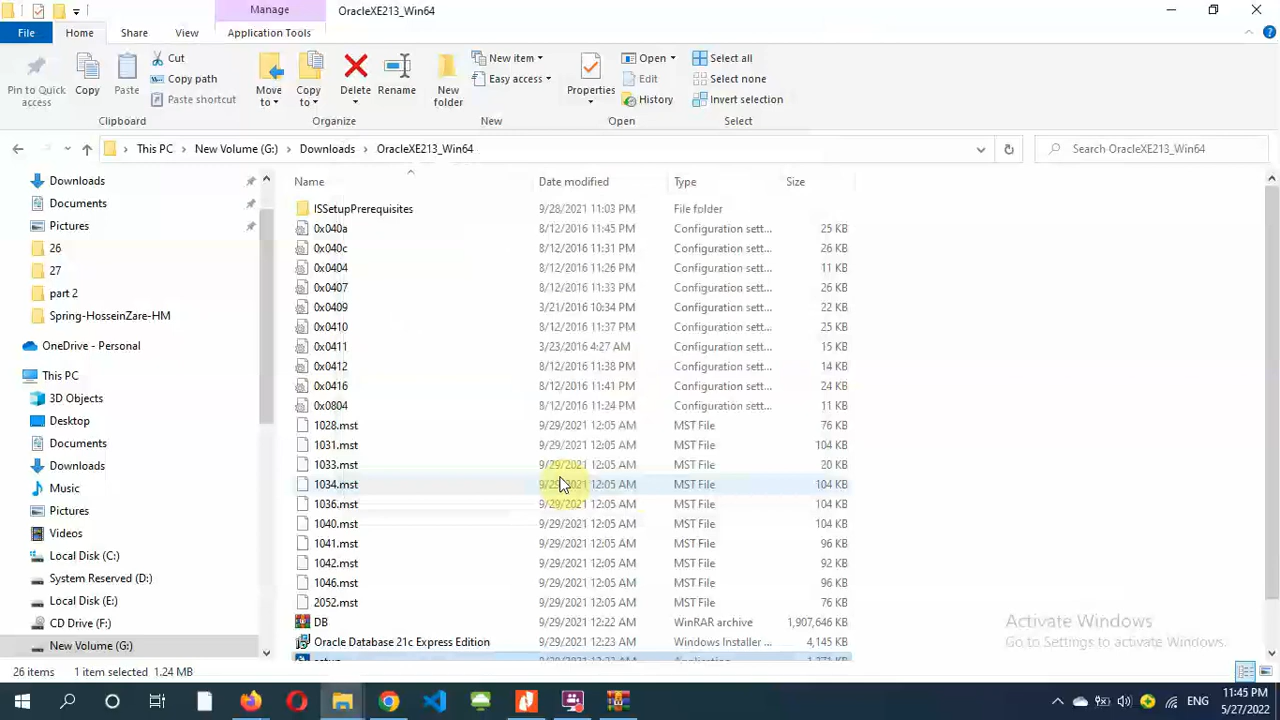 Manage
OracleXE213_Win64
File
Home
Share
View
Application Tools
Pin to Quick access
Copy
Paste
Cut
Copy path
Paste shortcut
Clipboard
Move to
Copy to
Delete
Rename
Organize
New folder
New item
Easy access
New
Properties
Open
Edit
History
Open
Select all
Select none
Invert selection
Select
This PC > New Volume (G:) > Downloads > OracleXE213_Win64
Search OracleXE213_Win64
Downloads
Documents
Pictures
26
27
part 2
Spring-HosseinZare-HM
OneDrive - Personal
This PC
3D Objects
Desktop
Documents
Downloads
Music
Pictures
Videos
Local Disk (C:)
System Reserved (D:)
Local Disk (E:)
CD Drive (F:)
New Volume (G:)
Name Date modified Type Size
ISSetupPrerequisites 9/28/2021 11:03 PM File folder
0x040a 8/12/2016 11:45 PM Configuration sett... 25 KB
0x040c 8/12/2016 11:31 PM Configuration sett... 26 KB
0x0404 8/12/2016 11:26 PM Configuration sett... 11 KB
0x0407 8/12/2016 11:33 PM Configuration sett... 26 KB
0x0409 3/21/2016 10:34 PM Configuration sett... 22 KB
0x0410 8/12/2016 11:37 PM Configuration sett... 25 KB
0x0411 3/23/2016 4:27 AM Configuration sett... 15 KB
0x0412 8/12/2016 11:38 PM Configuration sett... 14 KB
0x0416 8/12/2016 11:41 PM Configuration sett... 24 KB
0x0804 8/12/2016 11:24 PM Configuration sett... 11 KB
1028.mst 9/29/2021 12:05 AM MST File 76 KB
1031.mst 9/29/2021 12:05 AM MST File 104 KB
1033.mst 9/29/2021 12:05 AM MST File 20 KB
1034.mst 9/29/2021 12:05 AM MST File 104 KB
1036.mst 9/29/2021 12:05 AM MST File 104 KB
1040.mst 9/29/2021 12:05 AM MST File 104 KB
1041.mst 9/29/2021 12:05 AM MST File 96 KB
1042.mst 9/29/2021 12:05 AM MST File 92 KB
1046.mst 9/29/2021 12:05 AM MST File 96 KB
2052.mst 9/29/2021 12:05 AM MST File 76 KB
DB 9/29/2021 12:22 AM WinRAR archive 1,907,646 KB
Oracle Database 21c Express Edition 9/29/2021 12:23 AM Windows Installer ... 4,145 KB
Activate Windows
Go to Settings to activate Windows.
26 items 1 item selected 1.24 MB
ENG
11:45 PM
5/27/2022